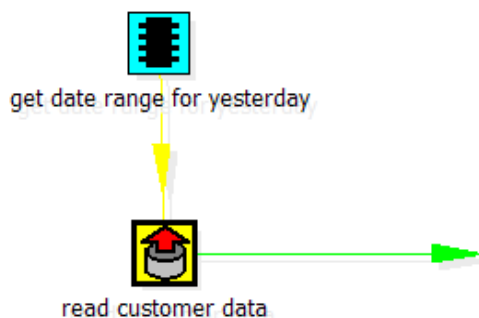 get date range for yesterday
read customer data